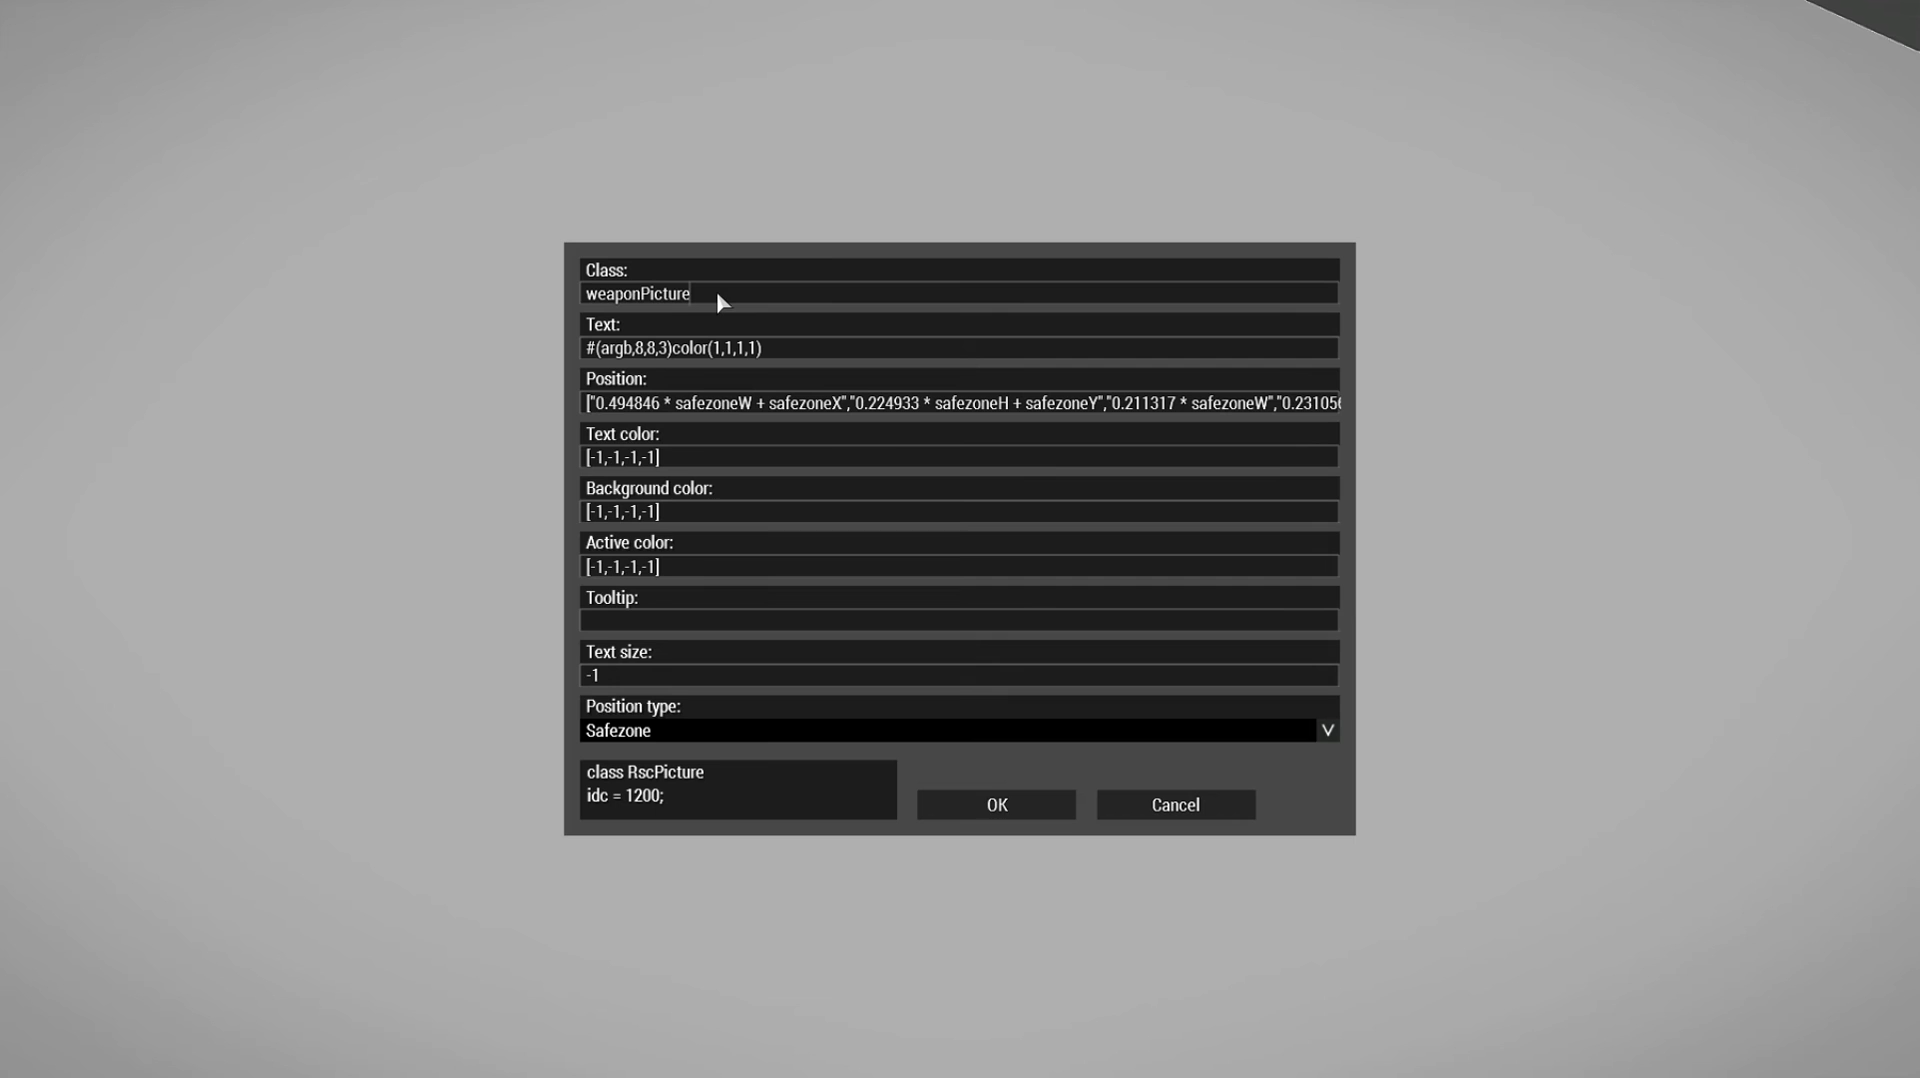 Class:
weaponPicture
Text:
#(argb,8,8,3)color(1,1,1,1)
Position:
["0.494846 * safezoneW + safezoneX","0.224933 * safezoneH + safezoneY","0.211317 * safezoneW","0.231056
Text color:
[-1,-1,-1,-1]
Background color:
[-1,-1,-1,-1]
Active color:
[-1,-1,-1,-1]
Tooltip:
Text size:
-1
Position type:
Safezone
V
class RscPicture
idc = 1200;
OK
Cancel